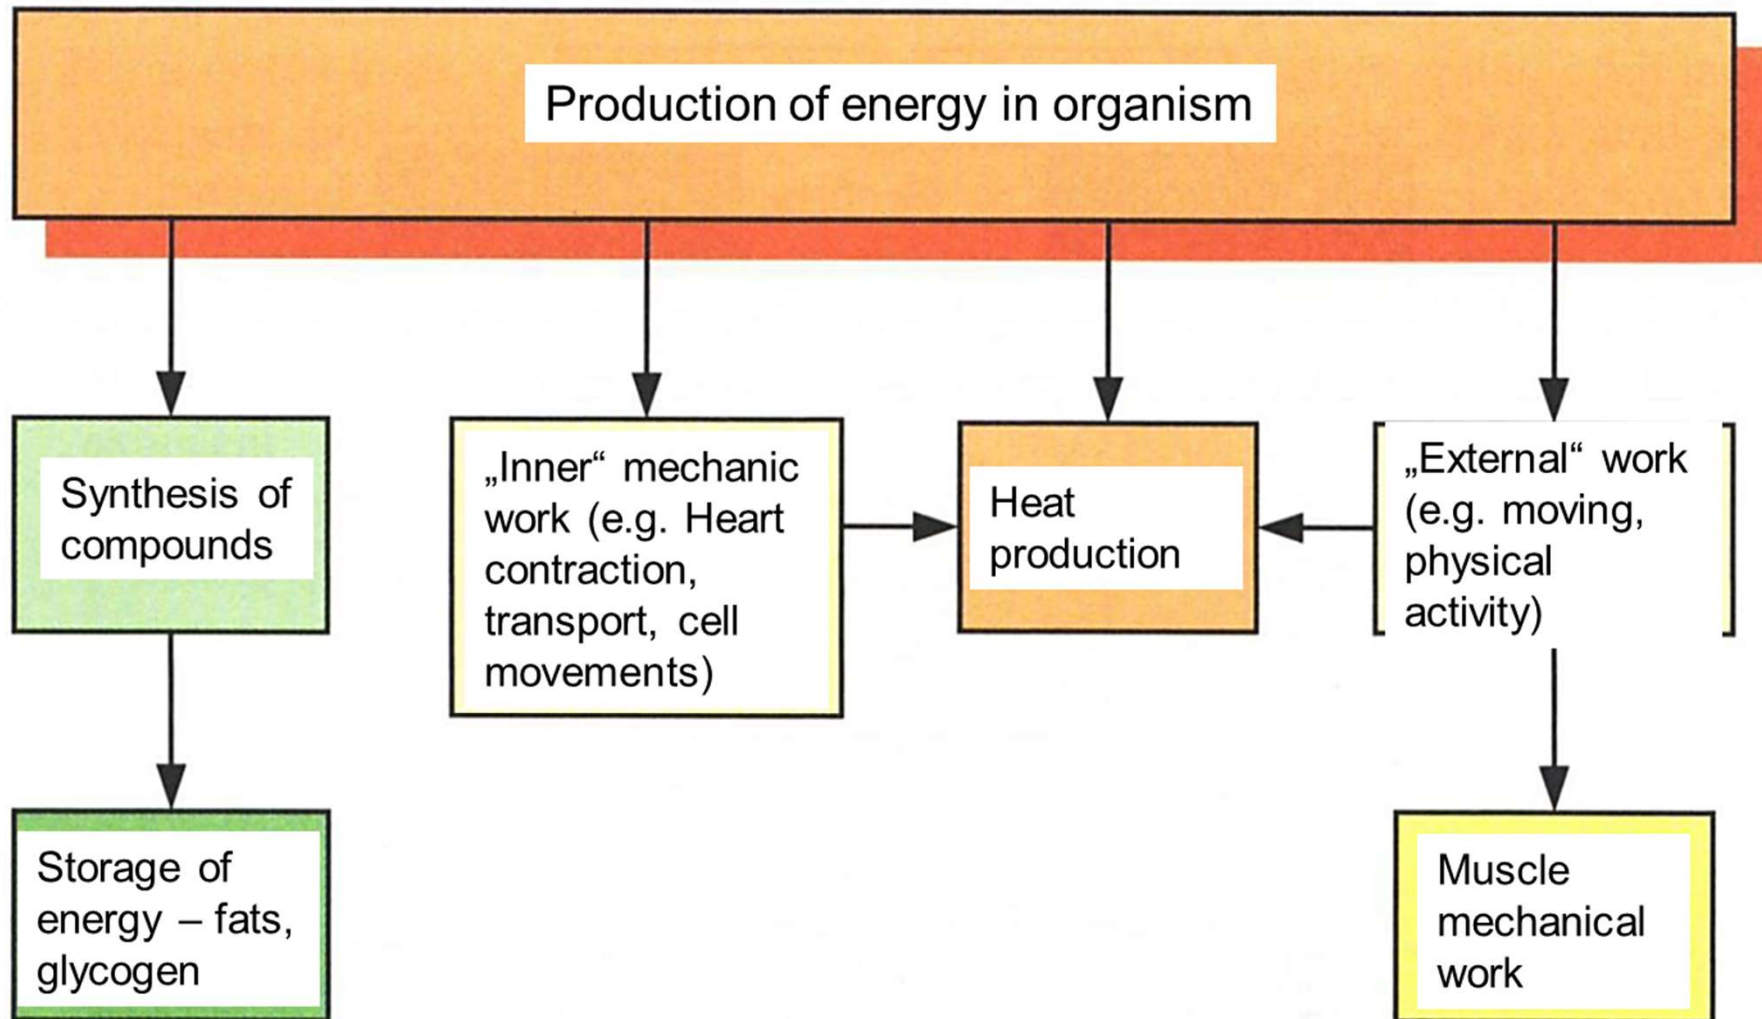 Production of energy in organism
Synthesis of
compounds
„Inner“ mechanic
work (e.g. Heart
contraction,
transport, cell
movements)
Heat
production
„External“ work
(e.g. moving,
physical
activity)
Storage of
energy – fats,
glycogen
Muscle
mechanical
work